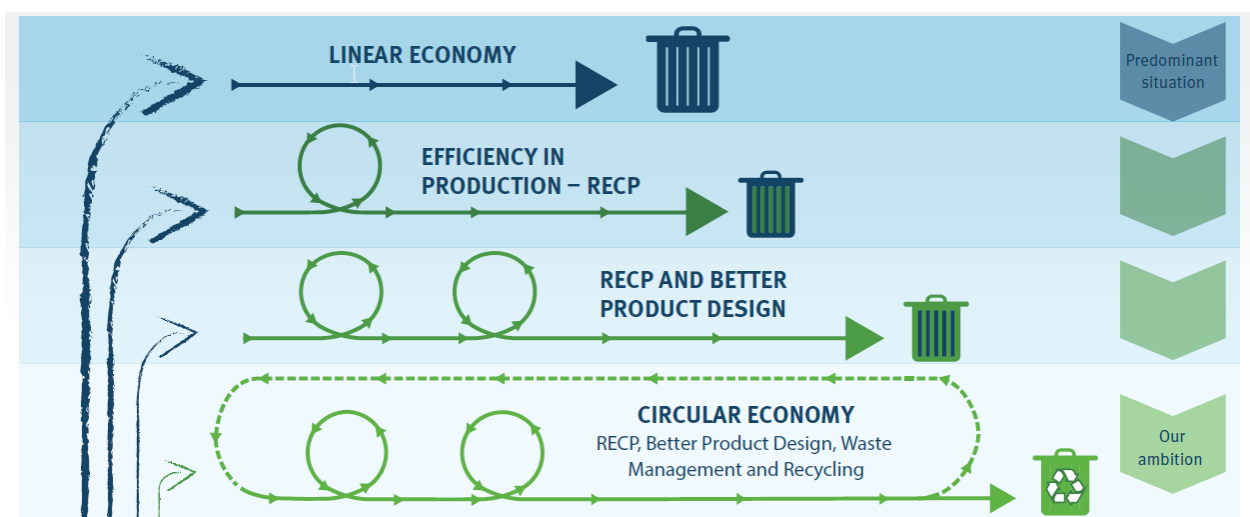 LINEAR ECONOMY
Predominant
situation
EFFICIENCY IN
PRODUCTION – RECP
RECP AND BETTER
PRODUCT DESIGN
CIRCULAR ECONOMY
RECP, Better Product Design, Waste
Management and Recycling
Our
ambition